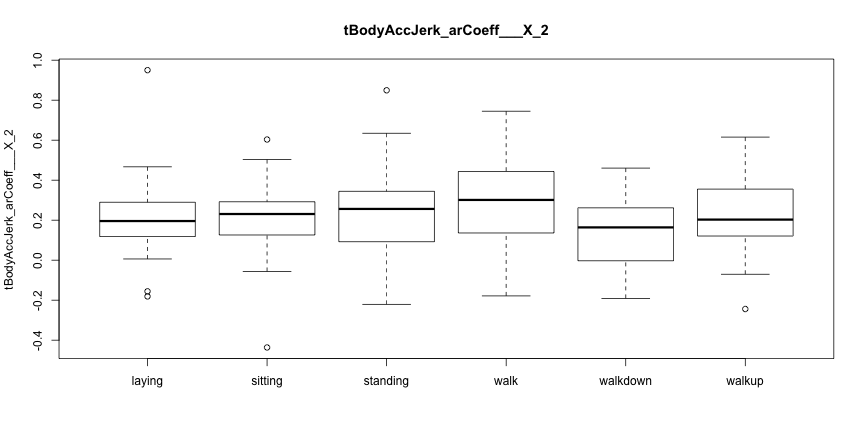 tBodyAccJerk_arCoeff___X_2
tBodyAccJerk_arCoeff___X_2
1.0
0.8
0.6
0.4
0.2
0.0
-0.2
-0.4
laying sitting standing walk walkdown walkup